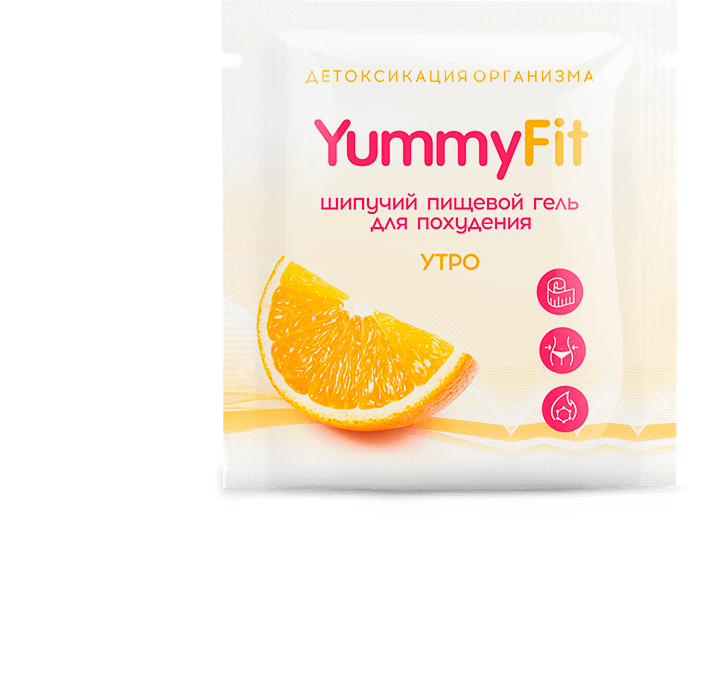 ДЕТОКСИКАЦИЯ ОРГАНИЗМА
YummyFit
ШИПУЧИЙ ПИЩЕВОЙ ГЕЛЬ
ДЛЯ ПОХУДЕНИЯ
УТРО